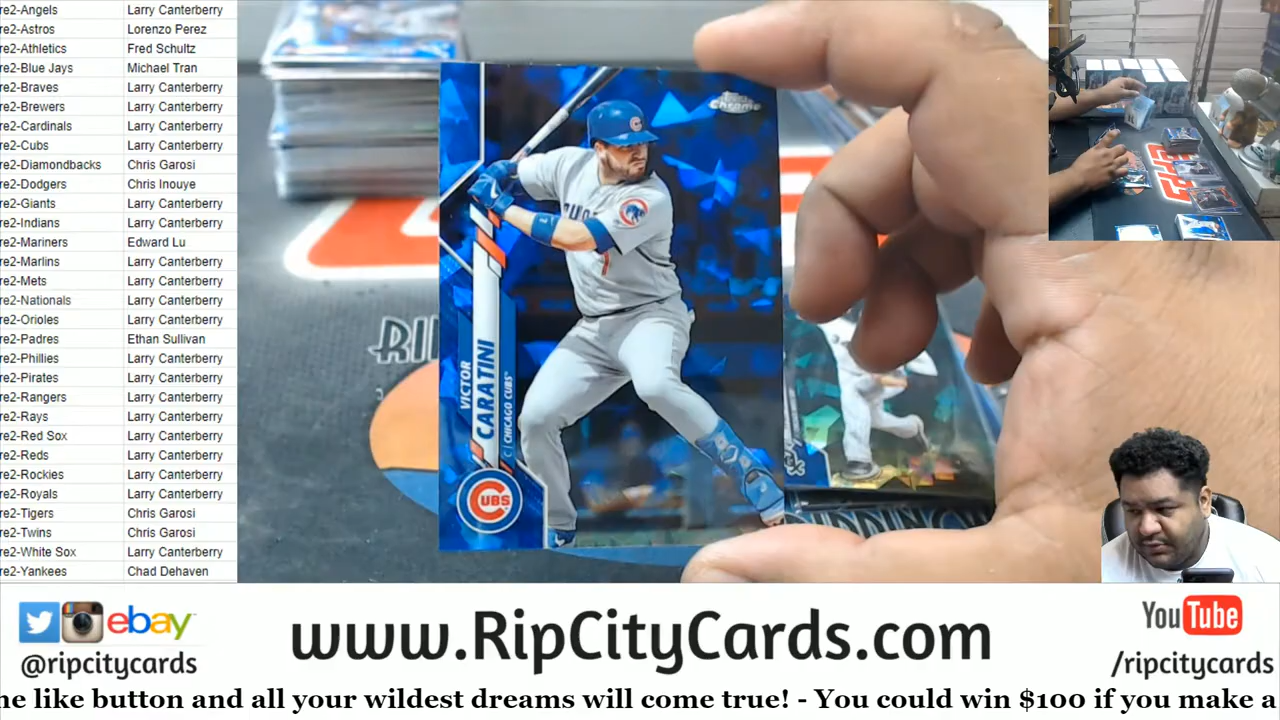 re2-Angels Larry Canterberry
re2-Astros Lorenzo Perez
re2-Athletics Fred Schultz
re2-Blue Jays Michael Tran
re2-Braves Larry Canterberry
re2-Brewers Larry Canterberry
re2-Cardinals Larry Canterberry
re2-Cubs Larry Canterberry
re2-Diamondbacks Chris Garosi
re2-Dodgers Chris Inouye
re2-Giants Larry Canterberry
re2-Indians Larry Canterberry
re2-Mariners Edward Lu
re2-Marlins Larry Canterberry
re2-Mets Larry Canterberry
re2-Nationals Larry Canterberry
re2-Orioles Larry Canterberry
re2-Padres Ethan Sullivan
re2-Phillies Larry Canterberry
re2-Pirates Larry Canterberry
re2-Rangers Larry Canterberry
re2-Rays Larry Canterberry
re2-Red Sox Larry Canterberry
re2-Reds Larry Canterberry
re2-Rockies Larry Canterberry
re2-Royals Larry Canterberry
re2-Tigers Chris Garosi
re2-Twins Chris Garosi
re2-White Sox Larry Canterberry
re2-Yankees Chad Dehaven
Topps
Chrome
C
7
VICTOR
CARATINI
C | CHICAGO CUBS™
CUBS
RI
ebay™
@ripcitycards
www.RipCityCards.com
YouTube
/ripcitycards
he like button and all your wildest dreams will come true! - You could win $100 if you make a